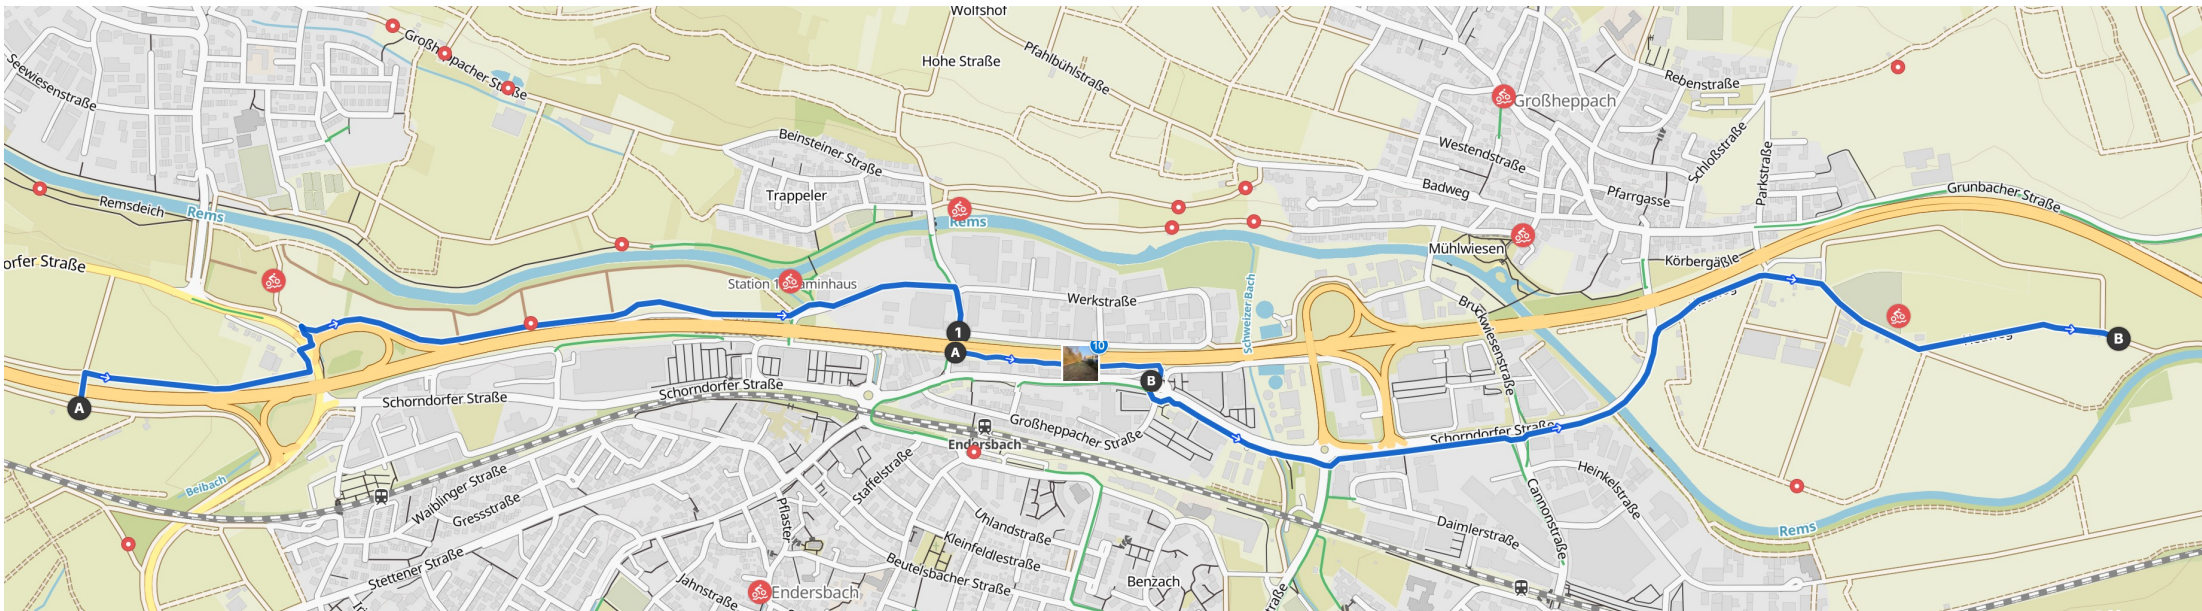 Wolfshof
Großheppacher Straße
Hohe Straße
Pfahlbühlstraße
Seewiesenstraße
Rebenstraße
Großheppach
Beinsteiner Straße
Westendstraße
Schloßstraße
Parkstraße
Trappeler
Badweg
Pfarrgasse
Grunbacher Straße
Remsdeich
Rems
Rems
Mühlwiesen
Körbergäßle
orfer Straße
Station 1
aminhaus
Werkstraße
Schweizer Bach
Brückwiesenstraße
1
A
10
B
B
A
Schorndorfer Straße
Schorndorfer Straße
Großheppacher Straße
Schorndorfer Straße
Endersbach
Beibach
Waiblinger Straße
Gressstraße
Staffelstraße
Heinkelstraße
Cannonstraße
Pflaster
Uhlandstraße
Daimlerstraße
Rems
Kleinfeldlestraße
Stettener Straße
Beutelsbacher Straße
Jahnstraße
Endersbach
Benzach
raße